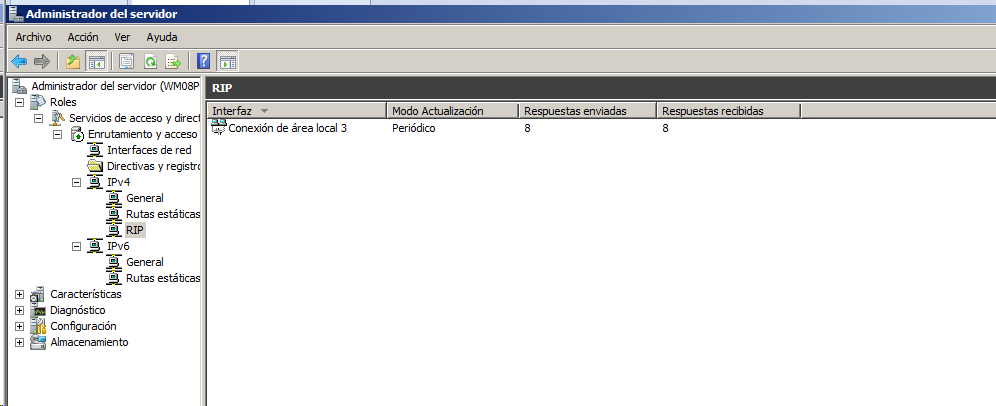 Administrador del servidor
Archivo Acción Ver Ayuda
Administrador del servidor (WM08P
Roles
Servicios de acceso y direct
Enrutamiento y acceso
Interfaces de red
Directivas y registro
IPv4
General
Rutas estáticas
RIP
IPv6
General
Rutas estáticas
Características
Diagnóstico
Configuración
Almacenamiento
RIP
Interfaz Modo Actualización Respuestas enviadas Respuestas recibidas
Conexión de área local 3 Periódico 8 8